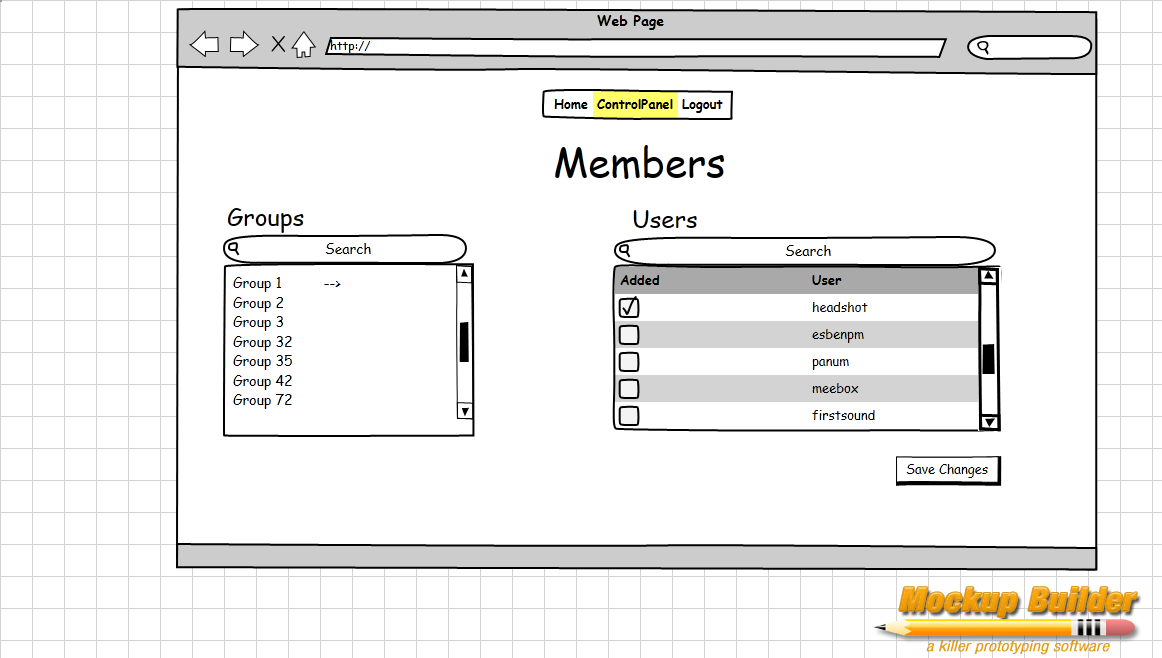 Web Page
http://
Home ControlPanel Logout
Members
Groups
Search
Group 1 -->
Group 2
Group 3
Group 32
Group 35
Group 42
Group 72
Users
Search
Added User
headshot
esbenpm
panum
meebox
firstsound
Save Changes
Mockup Builder
a killer prototyping software